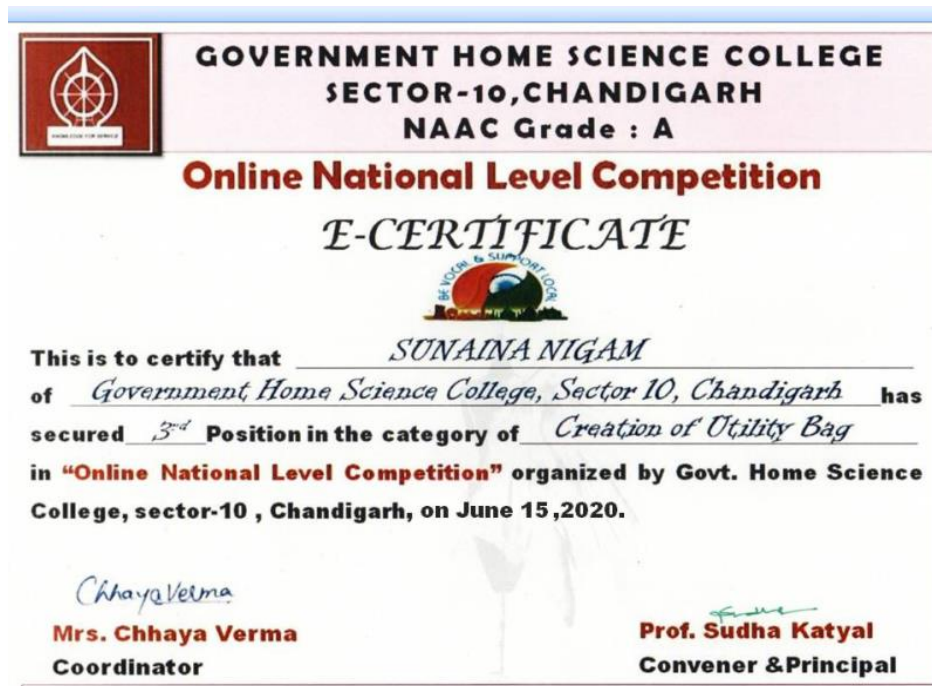 GOVERNMENT HOME SCIENCE COLLEGE
SECTOR-10,CHANDIGARH
NAAC Grade : A
KNOWLEDGE FOR SERVICE
Online National Level Competition
E-CERTIFICATE
BE VOCAL & SUPPORT LOCAL
This is to certify that SUNAINA NIGAM
of Government Home Science College, Sector 10, Chandigarh has
secured 3rd Position in the category of Creation of Utility Bag
in “Online National Level Competition” organized by Govt. Home Science
College, sector-10 , Chandigarh, on June 15,2020.
Chhaya Verma
Mrs. Chhaya Verma
Prof. Sudha Katyal
Coordinator
Convener &Principal